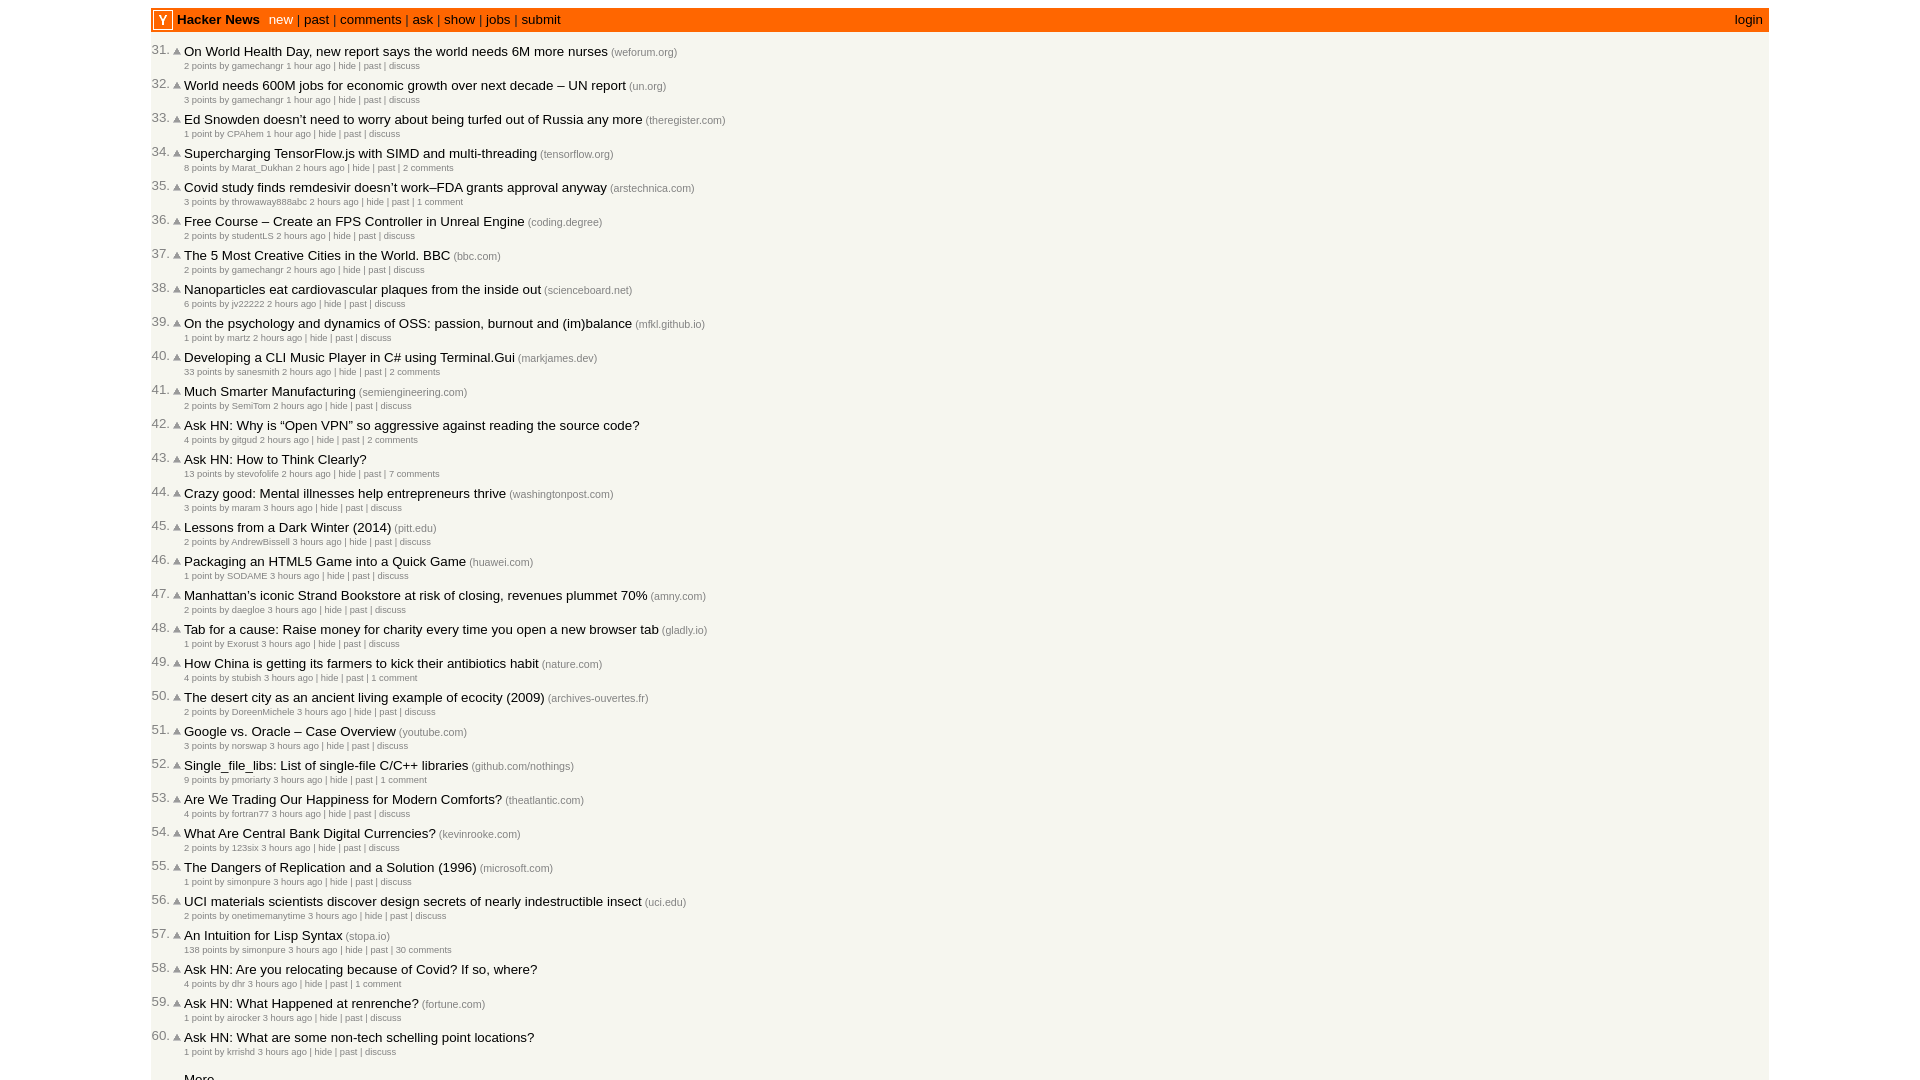 Y Hacker News new | past | comments | ask | show | jobs | submit login
31. On World Health Day, new report says the world needs 6M more nurses (weforum.org)
2 points by gamechangr 1 hour ago | hide | past | discuss
32. World needs 600M jobs for economic growth over next decade – UN report (un.org)
3 points by gamechangr 1 hour ago | hide | past | discuss
33. Ed Snowden doesn’t need to worry about being turfed out of Russia any more (theregister.com)
1 point by CPAhem 1 hour ago | hide | past | discuss
34. Supercharging TensorFlow.js with SIMD and multi-threading (tensorflow.org)
8 points by Marat_Dukhan 2 hours ago | hide | past | 2 comments
35. Covid study finds remdesivir doesn’t work–FDA grants approval anyway (arstechnica.com)
3 points by throwaway888abc 2 hours ago | hide | past | 1 comment
36. Free Course – Create an FPS Controller in Unreal Engine (coding.degree)
2 points by studentLS 2 hours ago | hide | past | discuss
37. The 5 Most Creative Cities in the World. BBC (bbc.com)
2 points by gamechangr 2 hours ago | hide | past | discuss
38. Nanoparticles eat cardiovascular plaques from the inside out (scienceboard.net)
6 points by jv22222 2 hours ago | hide | past | discuss
39. On the psychology and dynamics of OSS: passion, burnout and (im)balance (mfkl.github.io)
1 point by martz 2 hours ago | hide | past | discuss
40. Developing a CLI Music Player in C# using Terminal.Gui (markjames.dev)
33 points by sanesmith 2 hours ago | hide | past | 2 comments
41. Much Smarter Manufacturing (semiengineering.com)
2 points by SemiTom 2 hours ago | hide | past | discuss
42. Ask HN: Why is “Open VPN” so aggressive against reading the source code?
4 points by gitgud 2 hours ago | hide | past | 2 comments
43. Ask HN: How to Think Clearly?
13 points by stevofolife 2 hours ago | hide | past | 7 comments
44. Crazy good: Mental illnesses help entrepreneurs thrive (washingtonpost.com)
3 points by maram 3 hours ago | hide | past | discuss
45. Lessons from a Dark Winter (2014) (pitt.edu)
2 points by AndrewBissell 3 hours ago | hide | past | discuss
46. Packaging an HTML5 Game into a Quick Game (huawei.com)
1 point by SODAME 3 hours ago | hide | past | discuss
47. Manhattan’s iconic Strand Bookstore at risk of closing, revenues plummet 70% (amny.com)
2 points by daegloe 3 hours ago | hide | past | discuss
48. Tab for a cause: Raise money for charity every time you open a new browser tab (gladly.io)
1 point by Exorust 3 hours ago | hide | past | discuss
49. How China is getting its farmers to kick their antibiotics habit (nature.com)
4 points by stubish 3 hours ago | hide | past | 1 comment
50. The desert city as an ancient living example of ecocity (2009) (archives-ouvertes.fr)
2 points by DoreenMichele 3 hours ago | hide | past | discuss
51. Google vs. Oracle – Case Overview (youtube.com)
3 points by norswap 3 hours ago | hide | past | discuss
52. Single_file_libs: List of single-file C/C++ libraries (github.com/nothings)
9 points by pmoriarty 3 hours ago | hide | past | 1 comment
53. Are We Trading Our Happiness for Modern Comforts? (theatlantic.com)
4 points by fortran77 3 hours ago | hide | past | discuss
54. What Are Central Bank Digital Currencies? (kevinrooke.com)
2 points by 123six 3 hours ago | hide | past | discuss
55. The Dangers of Replication and a Solution (1996) (microsoft.com)
1 point by simonpure 3 hours ago | hide | past | discuss
56. UCI materials scientists discover design secrets of nearly indestructible insect (uci.edu)
2 points by onetimemanytime 3 hours ago | hide | past | discuss
57. An Intuition for Lisp Syntax (stopa.io)
138 points by simonpure 3 hours ago | hide | past | 30 comments
58. Ask HN: Are you relocating because of Covid? If so, where?
4 points by dhr 3 hours ago | hide | past | 1 comment
59. Ask HN: What Happened at renrenche? (fortune.com)
1 point by airocker 3 hours ago | hide | past | discuss
60. Ask HN: What are some non-tech schelling point locations?
1 point by krrishd 3 hours ago | hide | past | discuss
More